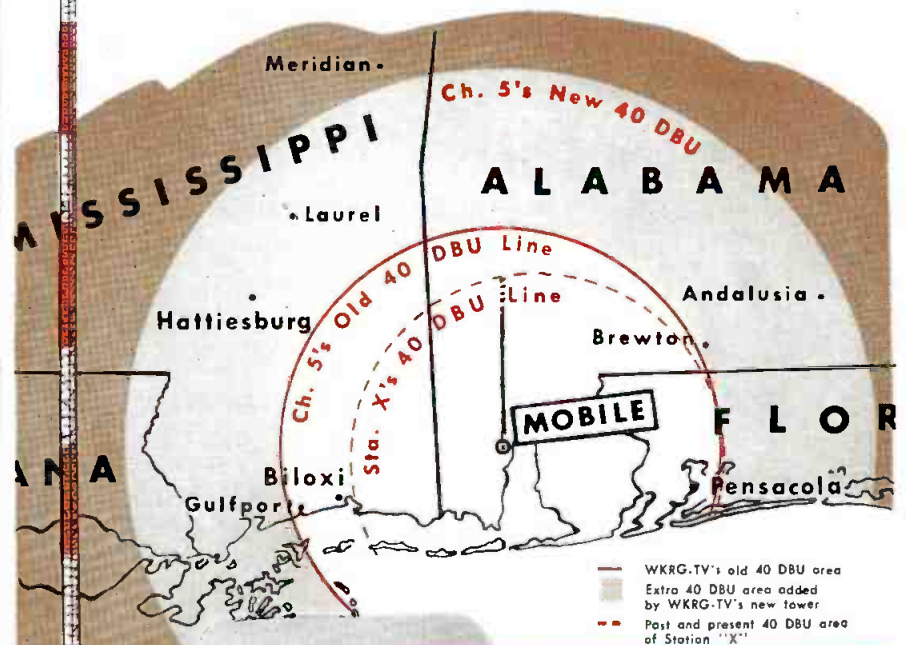 Meridian
Ch. 5's New 40 DBU
MISSISSIPPI
ALABAMA
Laurel
Ch. 5's Old 40 DBU Line
Sta. X's 40 DBU Line
Andalusia
Hattiesburg
Brewton
MOBILE
FLOR
ANA
Biloxi
Gulfport
Pensacola
WKRG-TV's old 40 DBU area
Extra 40 DBU area added
by WKRG-TV's new tower
Past and present 40 DBU area
of Station "X"